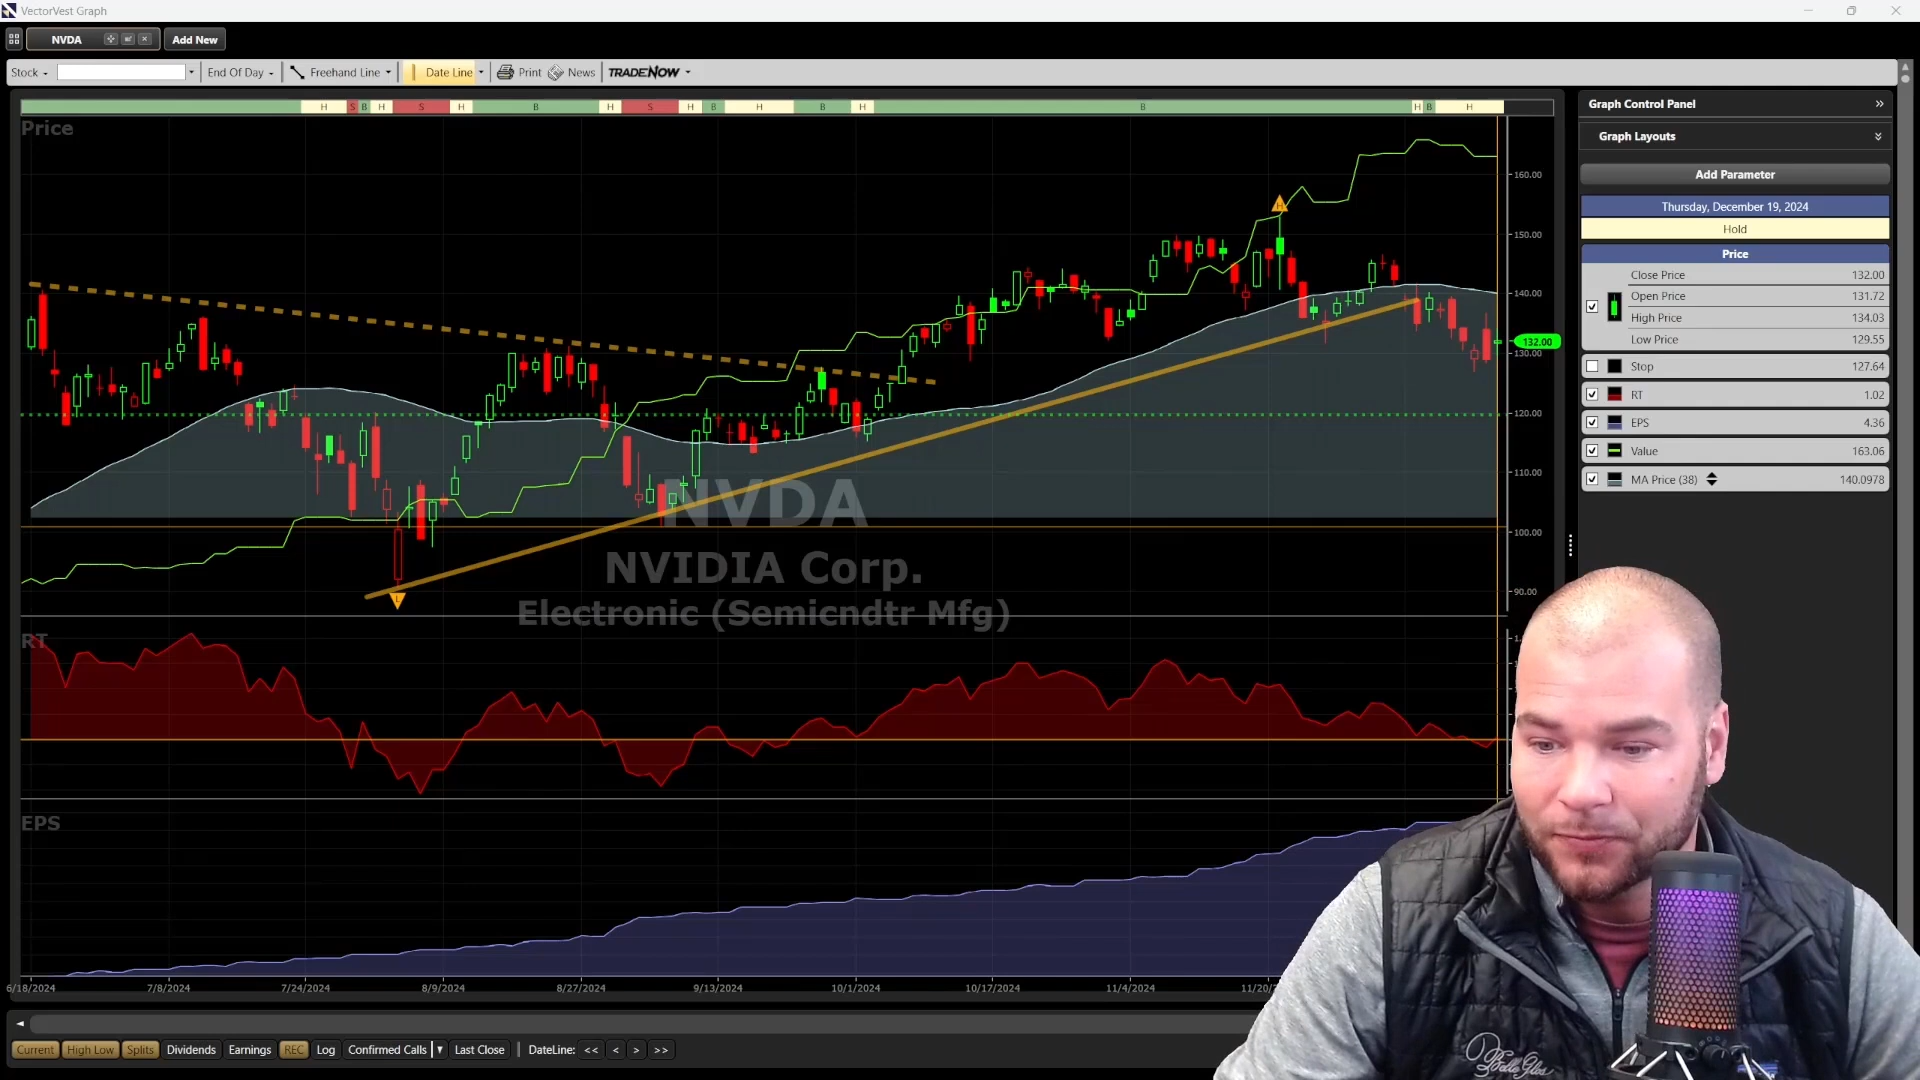 VectorVest Graph
NVDA
Add New
Stock
End Of Day
Freehand Line
Date Line
Print
News
TRADENOW
H S B H S H B H S H B H B H B H B H
Price
160.00
150.00
140.00
132.00
130.00
120.00
110.00
100.00
90.00
H
L
NVDA
NVIDIA Corp.
Electronic (Semicndtr Mfg)
RT
1.
EPS
6/18/2024 7/8/2024 7/24/2024 8/9/2024 8/27/2024 9/13/2024 10/1/2024 10/17/2024 11/4/2024 11/20/
Current High Low Splits Dividends Earnings REC Log Confirmed Calls Last Close DateLine: << < > >>
Graph Control Panel
Graph Layouts
Add Parameter
Thursday, December 19, 2024
Hold
Price
Close Price 132.00
Open Price 131.72
High Price 134.03
Low Price 129.55
Stop 127.64
RT 1.02
EPS 4.36
Value 163.06
MA Price (38) 140.0978
Belle Glos